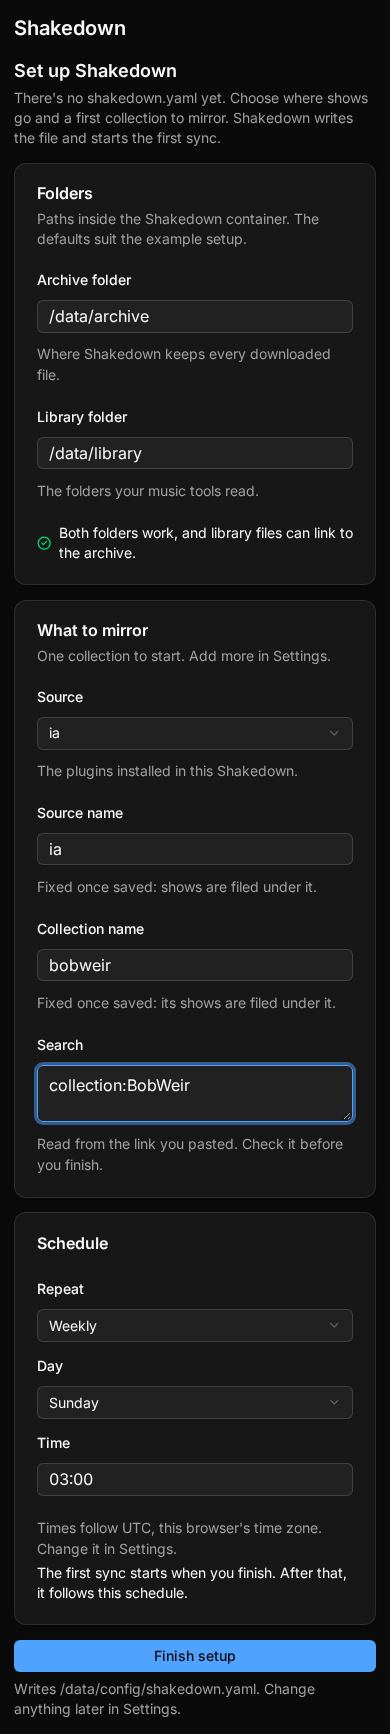 Shakedown
Set up Shakedown
There's no shakedown.yaml yet. Choose where shows
go and a first collection to mirror. Shakedown writes
the file and starts the first sync.
Folders
Paths inside the Shakedown container. The
defaults suit the example setup.
Archive folder
/data/archive
Where Shakedown keeps every downloaded
file.
Library folder
/data/library
The folders your music tools read.
Both folders work, and library files can link to
the archive.
What to mirror
One collection to start. Add more in Settings.
Source
ia
The plugins installed in this Shakedown.
Source name
ia
Fixed once saved: shows are filed under it.
Collection name
bobweir
Fixed once saved: its shows are filed under it.
Search
collection:BobWeir
Read from the link you pasted. Check it before
you finish.
Schedule
Repeat
Weekly
Day
Sunday
Time
03:00
Times follow UTC, this browser's time zone.
Change it in Settings.
The first sync starts when you finish. After that,
it follows this schedule.
Finish setup
Writes /data/config/shakedown.yaml. Change
anything later in Settings.